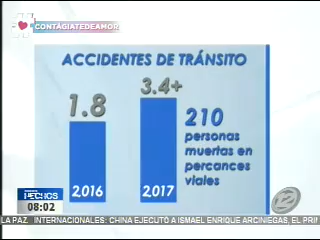 CONTÁGIATEDEAMOR
ACCIDENTES DE TRÁNSITO
1.8
3.4+
210
personas
muertas en
percances
viales
2016
2017
HECHOS
08:02
12
LA PAZ. INTERNACIONALES: CHINA EJECUTÓ A ISMAEL ENRIQUE ARCINIEGAS, EL PRI